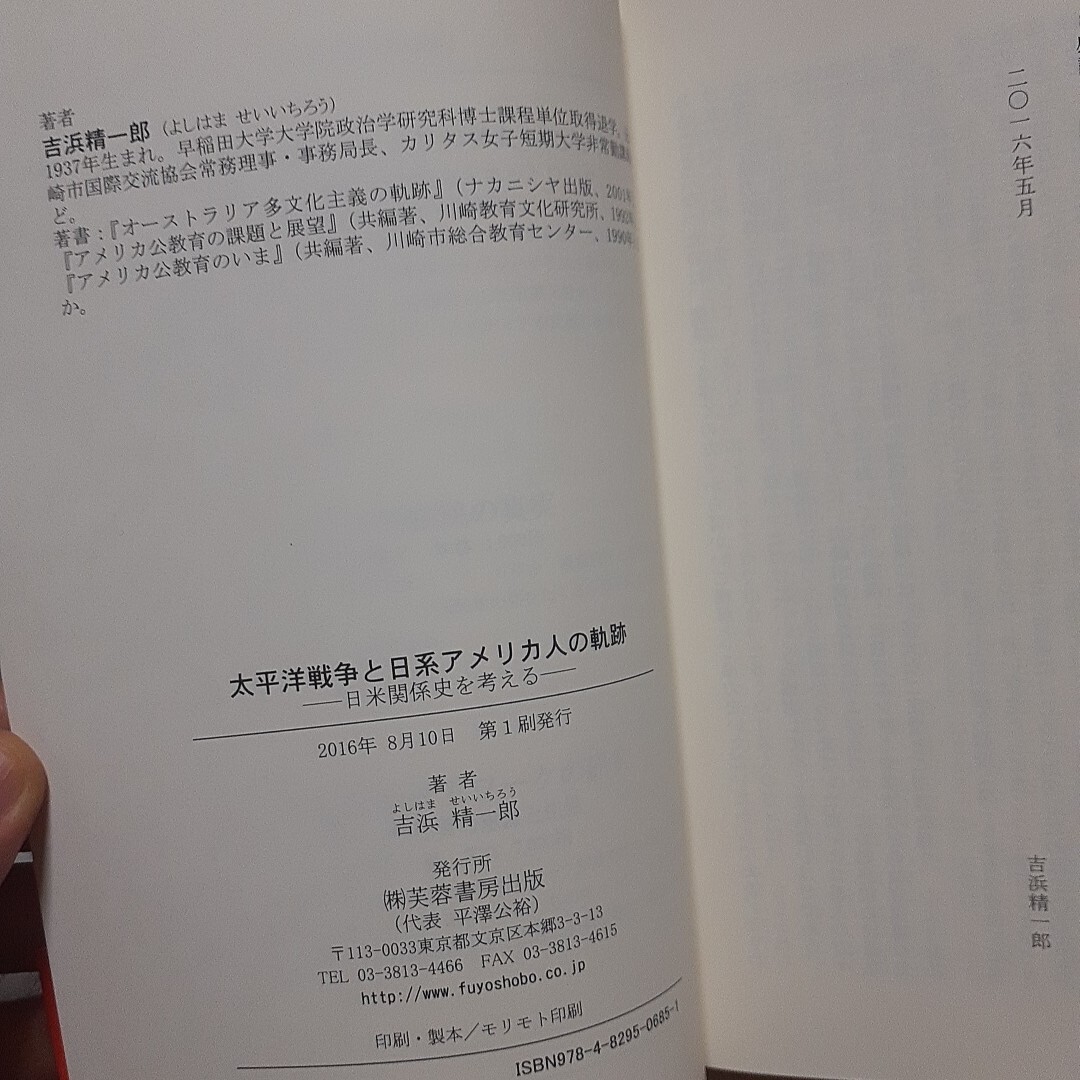 二〇一六年五月
吉浜精一郎
著者
吉浜精一郎(よしはま せいいちろう)
1937年生まれ。早稲田大学大学院政治学研究科博士課程単位取得退学。
崎市国際交流協会常務理事・事務局長、カリタス女子短期大学非常勤講
ど。
著書:『オーストラリア多文化主義の軌跡』(ナカニシヤ出版、2001
『アメリカ公教育の課題と展望』(共編著、川崎教育文化研究所、1992
『アメリカ公教育のいま』(共編著、川崎市総合教育センター、1990年
か。
太平洋戦争と日系アメリカ人の軌跡
――日米関係史を考える――
2016年 8月10日 第1刷発行
著 者
よしはま せいいちろう
吉浜 精一郎
発行所
㈱芙蓉書房出版
(代表 平澤公裕)
〒113-0033東京都文京区本郷3-3-13
TEL 03-3813-4466 FAX 03-3813-4615
http://www.fuyoshobo.co.jp
印刷・製本/モリモト印刷
ISBN978-4-8295-0685-1